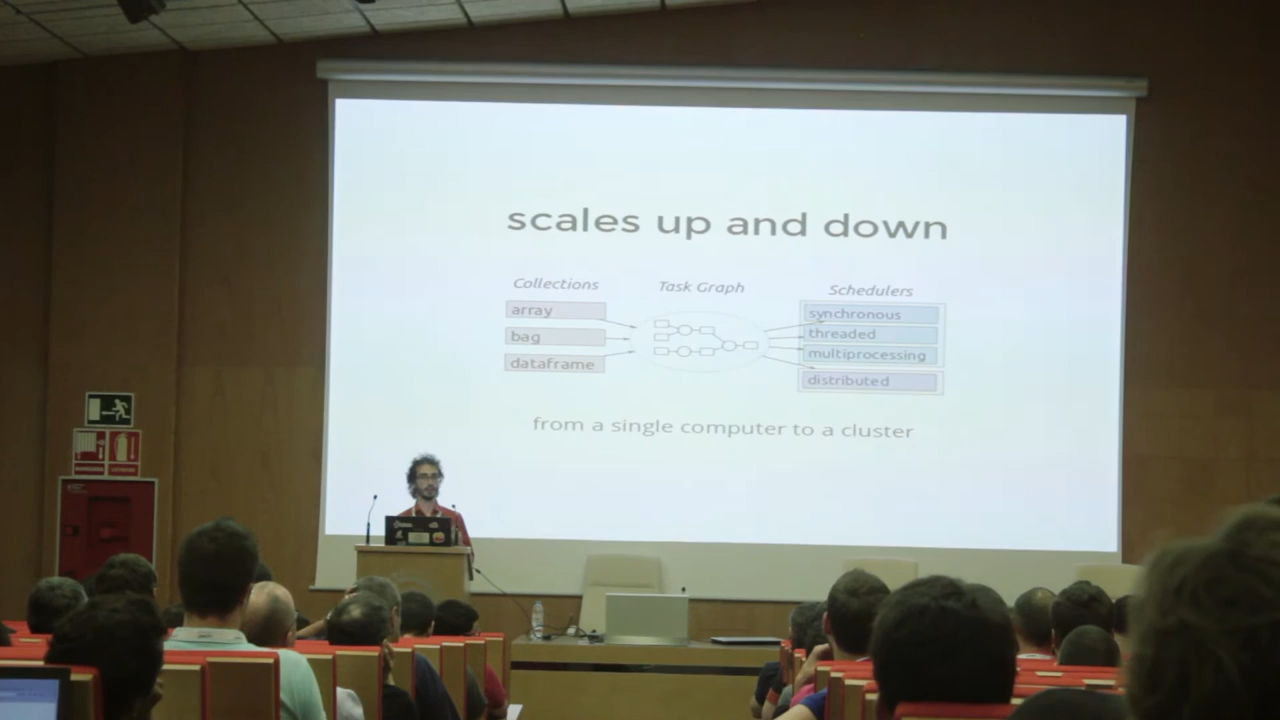 scales up and down
Collections
Task Graph
Schedulers
array
bag
dataframe
synchronous
threaded
multiprocessing
distributed
from a single computer to a cluster